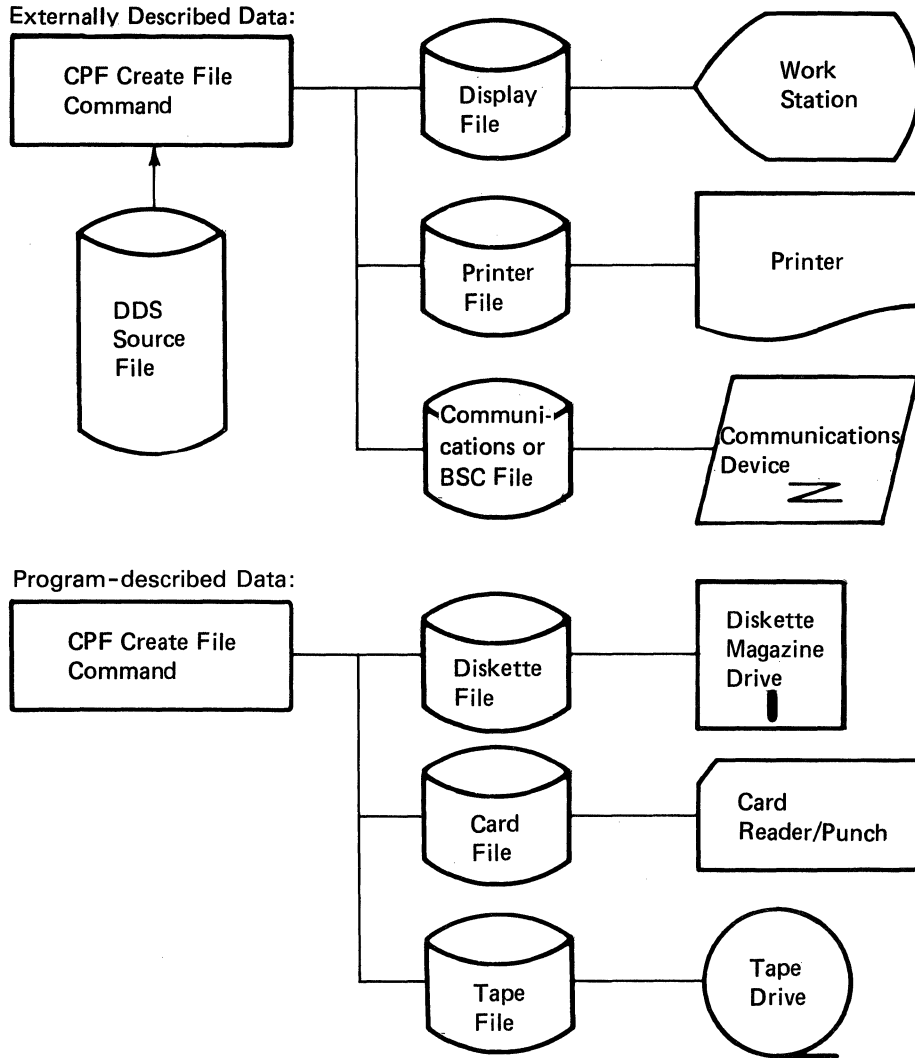 Externally Described Data:
CPF Create File
Command
Display
File
Work
Station
DDS
Source
File
Printer
File
Printer
Communi-
cations or
BSC File
Communications
Device
Program-described Data:
CPF Create File
Command
Diskette
File
Diskette
Magazine
Drive
Card
File
Card
Reader/Punch
Tape
File
Tape
Drive